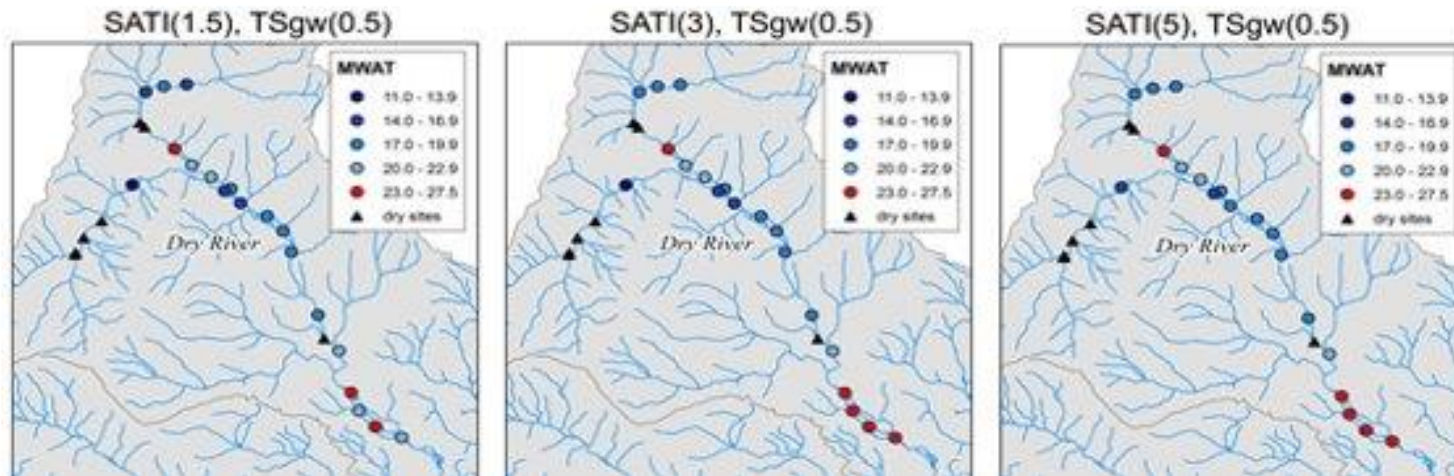 SATI(1.5), TSgw(0.5)
MWAT
11.0 - 13.9
14.0 - 16.9
17.0 - 19.9
20.0 - 22.9
23.0 - 27.5
dry sites
Dry River
SATI(3), TSgw(0.5)
MWAT
11.0 - 13.9
14.0 - 16.9
17.0 - 19.9
20.0 - 22.9
23.0 - 27.5
dry sites
Dry River
SATI(5), TSgw(0.5)
MWAT
11.0 - 13.9
14.0 - 16.9
17.0 - 19.9
20.0 - 22.9
23.0 - 27.5
dry sites
Dry River